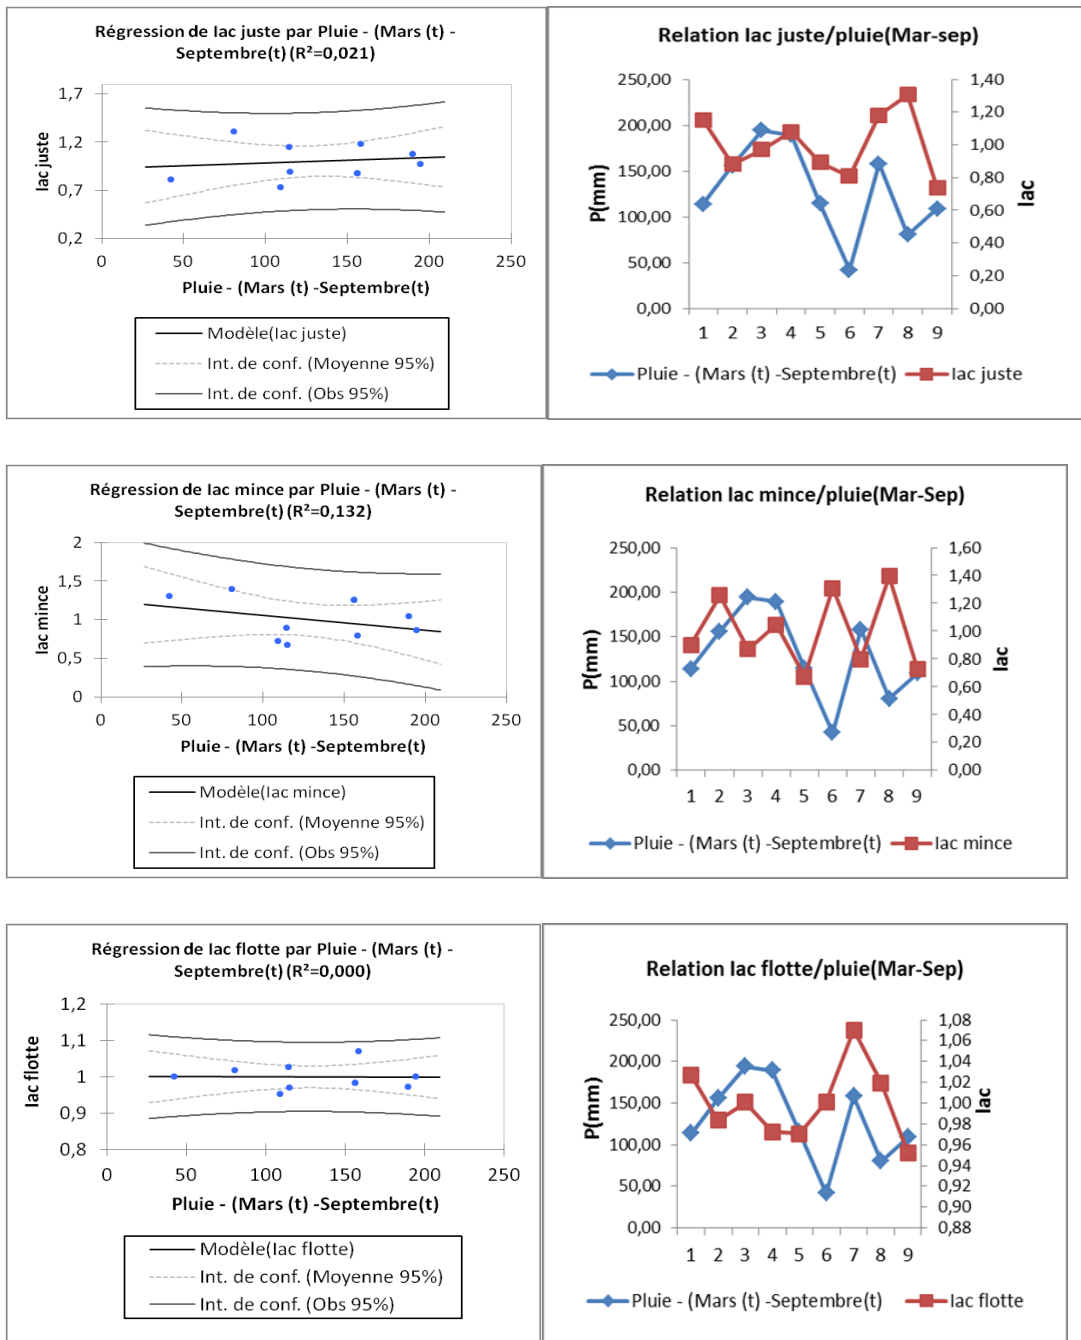 Régression de Iac juste par Pluie - (Mars (t) -
Septembre(t) (R²=0,021)
1,7
1,2
0,7
0,2
Iac juste
0 50 100 150 200 250
Pluie - (Mars (t) -Septembre(t)
Modèle(Iac juste)
Int. de conf. (Moyenne 95%)
Int. de conf. (Obs 95%)
Relation Iac juste/pluie(Mar-sep)
250,00
200,00
150,00
100,00
50,00
0,00
P(mm)
1,40
1,20
1,00
0,80
0,60
0,40
0,20
0,00
Iac
1 2 3 4 5 6 7 8 9
Pluie - (Mars (t) -Septembre(t) Iac juste
Régression de Iac mince par Pluie - (Mars (t) -
Septembre(t) (R²=0,132)
2
1,5
1
0,5
0
Iac mince
0 50 100 150 200 250
Pluie - (Mars (t) -Septembre(t)
Modèle(Iac mince)
Int. de conf. (Moyenne 95%)
Int. de conf. (Obs 95%)
Relation Iac mince/pluie(Mar-Sep)
250,00
200,00
150,00
100,00
50,00
0,00
P(mm)
1,60
1,40
1,20
1,00
0,80
0,60
0,40
0,20
0,00
Iac
1 2 3 4 5 6 7 8 9
Pluie - (Mars (t) -Septembre(t) Iac mince
Régression de Iac flotte par Pluie - (Mars (t) -
Septembre(t) (R²=0,000)
1,2
1,1
1
0,9
0,8
Iac flotte
0 50 100 150 200 250
Pluie - (Mars (t) -Septembre(t)
Modèle(Iac flotte)
Int. de conf. (Moyenne 95%)
Int. de conf. (Obs 95%)
Relation Iac flotte/pluie(Mar-Sep)
250,00
200,00
150,00
100,00
50,00
0,00
P(mm)
1,08
1,06
1,04
1,02
1,00
0,98
0,96
0,94
0,92
0,90
0,88
Iac
1 2 3 4 5 6 7 8 9
Pluie - (Mars (t) -Septembre(t) Iac flotte